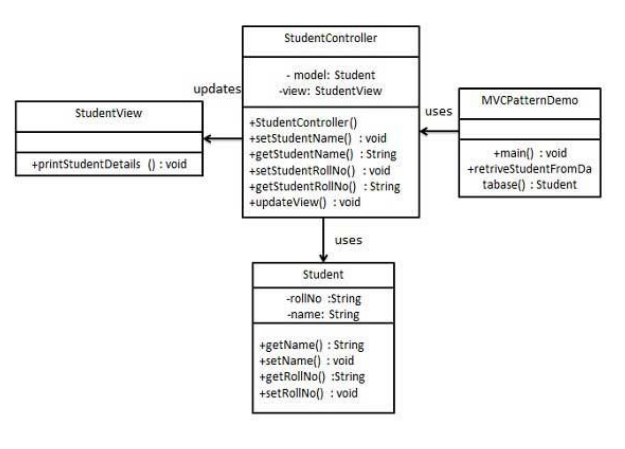 StudentController
- model: Student
-view: StudentView
+StudentController()
+setStudentName() : void
+getStudentName() : String
+setStudentRollNo() : void
+getStudentRollNo() : String
+updateView() : void
updates
StudentView
+printStudentDetails () : void
uses
MVCPatternDemo
+main() : void
+retriveStudentFromDa
tabase() : Student
uses
Student
-rollNo :String
-name: String
+getName() : String
+setName() : void
+getRollNo() :String
+setRollNo() : void